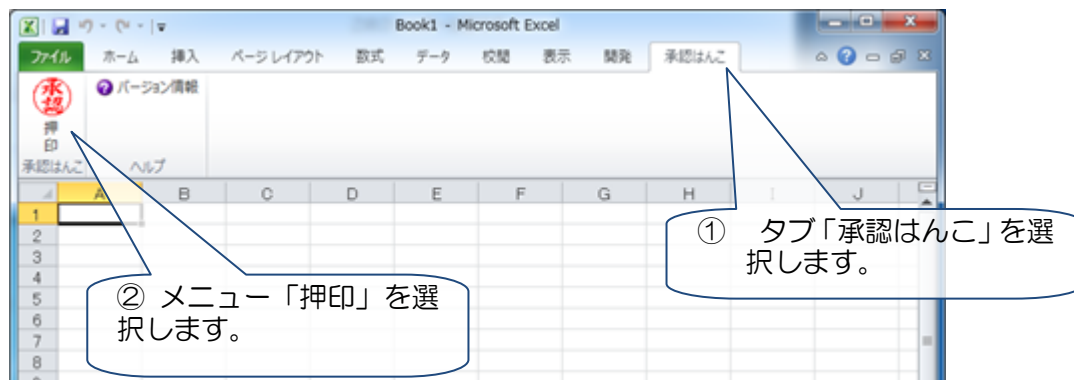 Book1 - Microsoft Excel
ファイル ホーム 挿入 ページ レイアウト 数式 データ 校閲 表示 開発 承認はんこ
承認
バージョン情報
押
印
承認はんこ ヘルプ
A B C D E F G H I J
1
2
3
4
5
6
7
8
① タブ「承認はんこ」を選
択します。
② メニュー「押印」を選
択します。